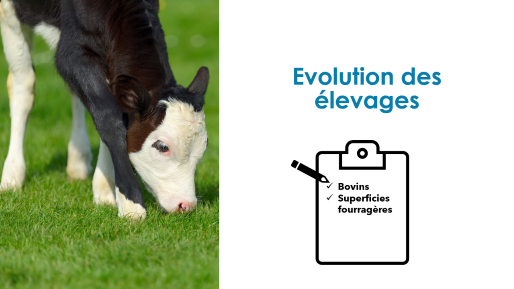 Evolution des
élevages
✓ Bovins
✓ Superficies
fourragères